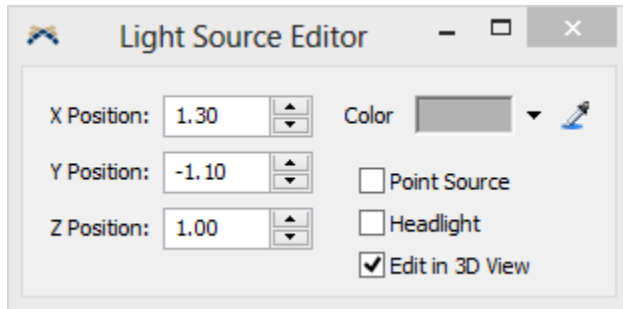 Light Source Editor
X Position: 1.30 Color
Y Position: -1.10 Point Source
Z Position: 1.00 Headlight
Edit in 3D View